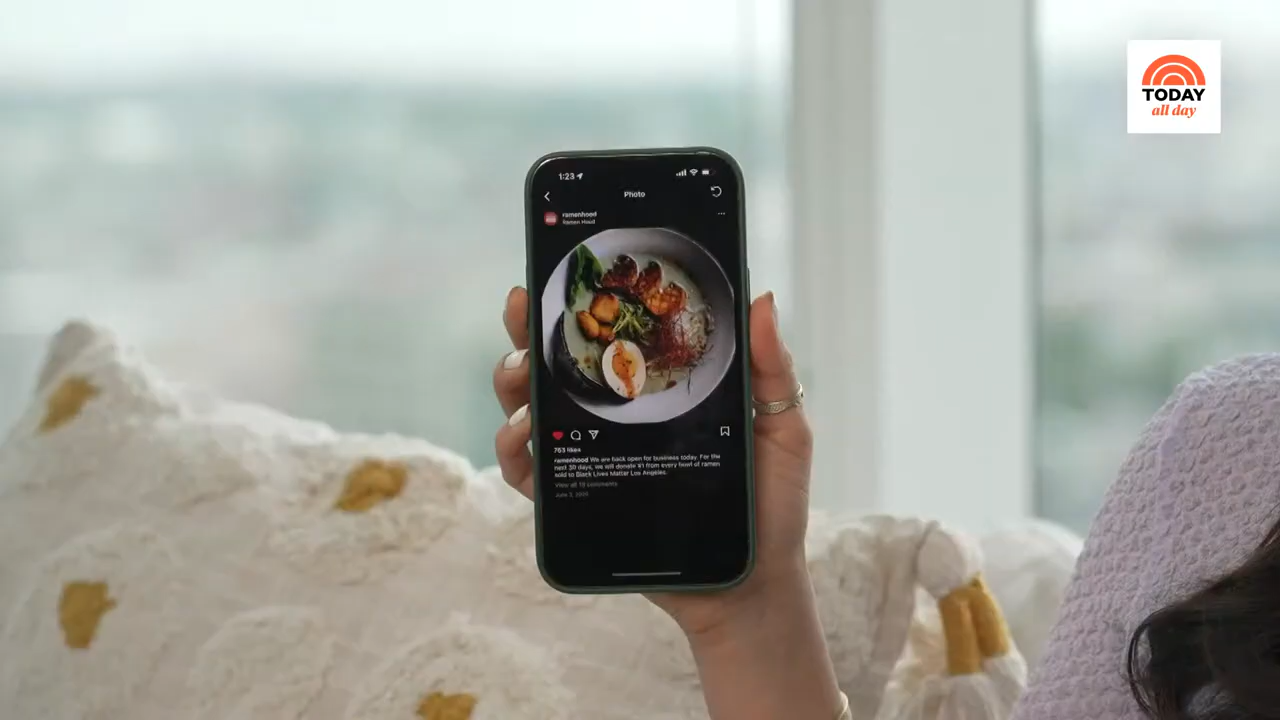 TODAY
all day
1:23
Photo
ramenhood
Ramen Hood
763 likes
ramenhood We are back open for business today. For the
next 30 days, we will donate $1 from every bowl of ramen
sold to Black Lives Matter Los Angeles.
View all 13 comments